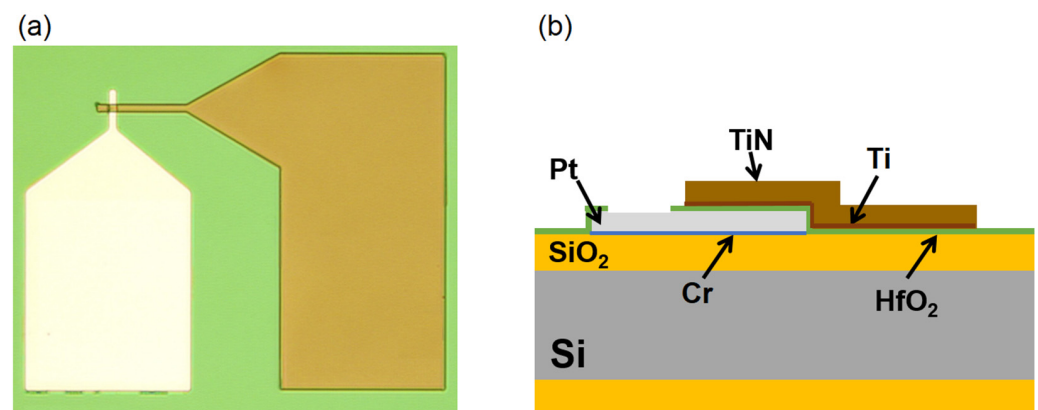 (a)
(b)
TiN
Ti
Pt
SiO₂
Cr
HfO₂
Si